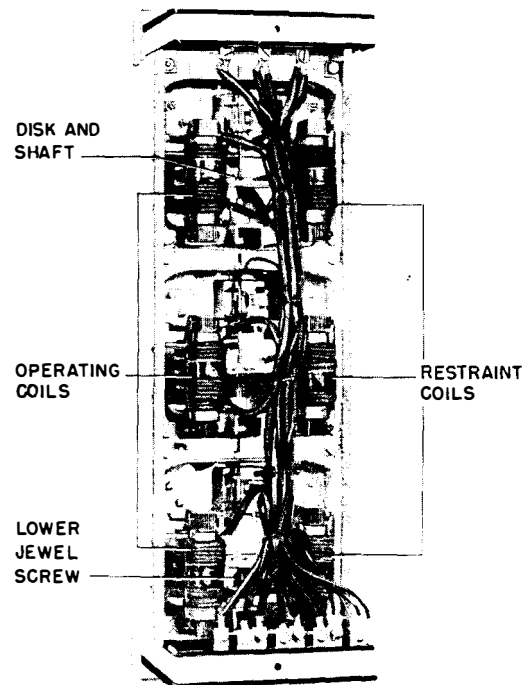 DISK AND
SHAFT
OPERATING
COILS
RESTRAINT
COILS
LOWER
JEWEL
SCREW